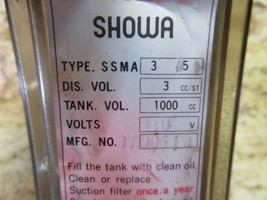 SHOWA
TYPE. SSMA 3 5
DIS. VOL. 3 cc/ST
TANK. VOL. 1000 cc
VOLTS V
MFG. NO.
Fill the tank with clean oil.
Clean or replace
Suction filter once a year